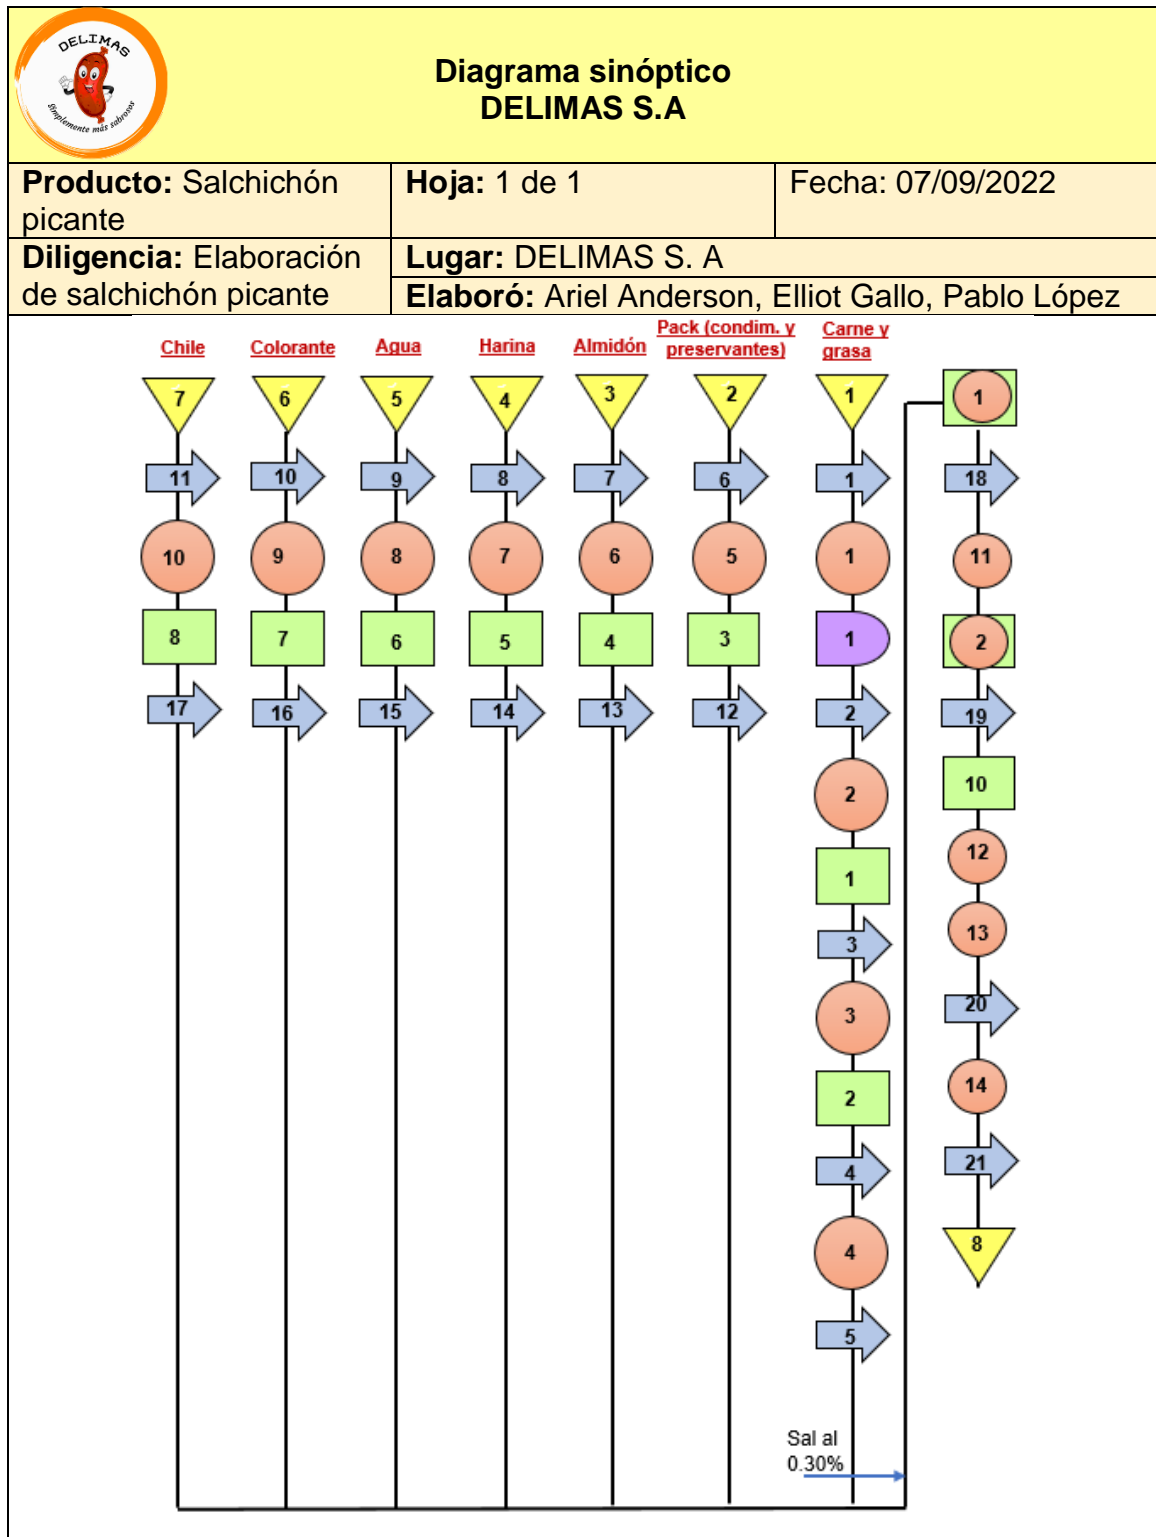 DELIMAS
Simplemente más sabrosos
Diagrama sinóptico
DELIMAS S.A
Producto: Salchichón
picante
Hoja: 1 de 1
Fecha: 07/09/2022
Diligencia: Elaboración
de salchichón picante
Lugar: DELIMAS S. A
Elaboró: Ariel Anderson, Elliot Gallo, Pablo López
Chile
Colorante
Agua
Harina
Almidón
Pack (condim. y
preservantes)
Carne y
grasa
7 6 5 4 3 2 1 1
11 10 9 8 7 6 1 18
10 9 8 7 6 5 1 11
8 7 6 5 4 3 1 2
17 16 15 14 13 12 2 19
2 10
1 12
3 13
3 20
2 14
4 21
4 8
5
Sal al
0.30%